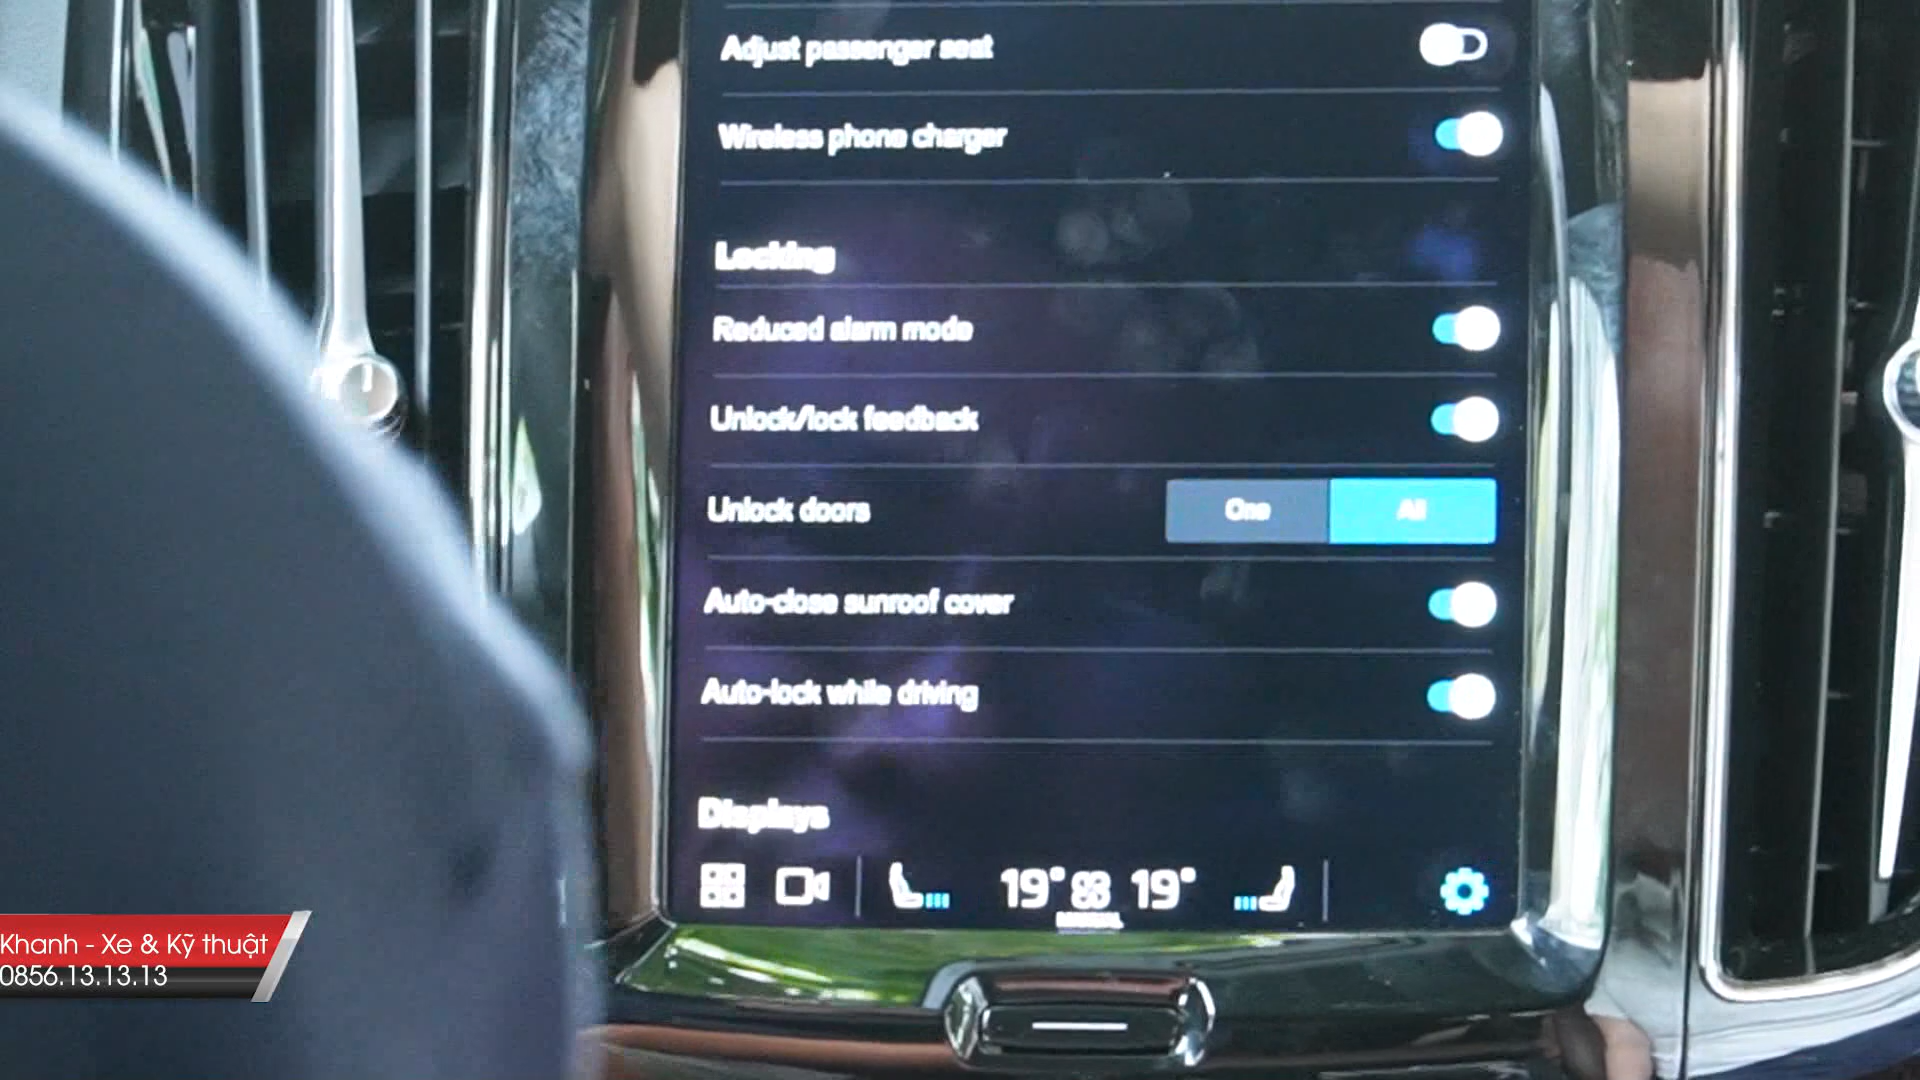 Adjust passenger seat
Wireless phone charger
Locking
Reduced alarm mode
Unlock/lock feedback
Unlock doors
One
All
Auto-close sunroof cover
Auto-lock while driving
Displays
19° 19°
Khanh - Xe & Kỹ thuật
0856.13.13.13